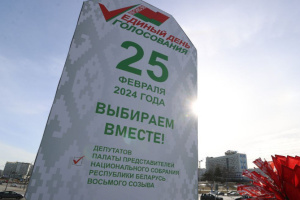 ЕДИНЫЙ ДЕНЬ
ГОЛОСОВАНИЯ
25
ФЕВРАЛЯ
2024 ГОДА
ВЫБИРАЕМ
ВМЕСТЕ!
ДЕПУТАТОВ
ПАЛАТЫ ПРЕДСТАВИТЕЛЕЙ
НАЦИОНАЛЬНОГО СОБРАНИЯ
РЕСПУБЛИКИ БЕЛАРУСЬ
ВОСЬМОГО СОЗЫВА